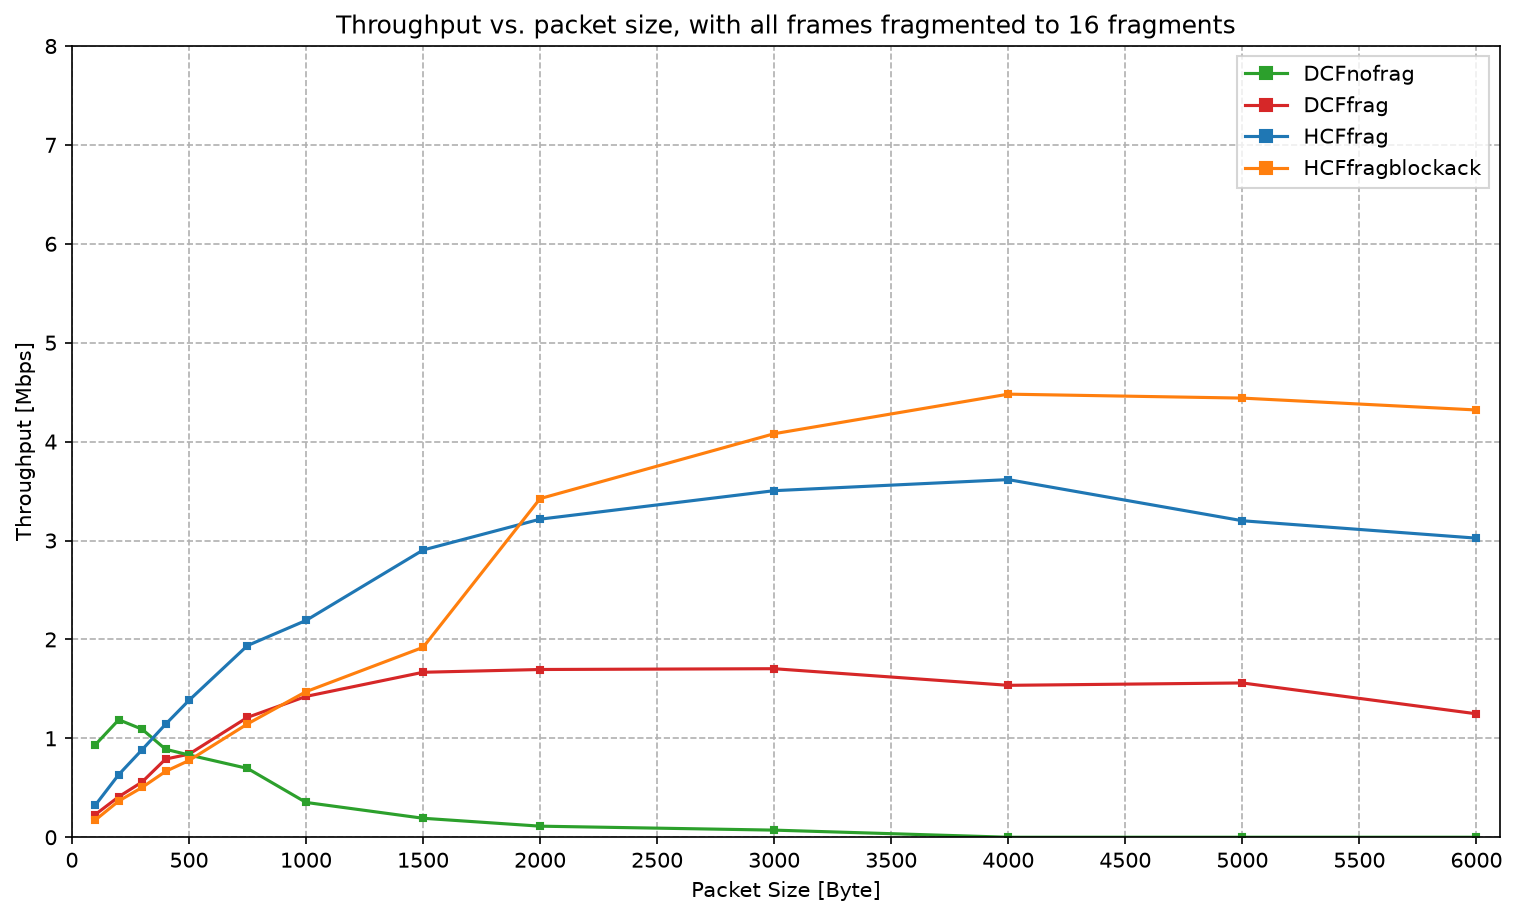 Throughput vs. packet size, with all frames fragmented to 16 fragments
DCFnofrag
DCFfrag
HCFfrag
HCFfragblockack
Throughput [Mbps]
8
7
6
5
4
3
2
1
0
0 500 1000 1500 2000 2500 3000 3500 4000 4500 5000 5500 6000
Packet Size [Byte]